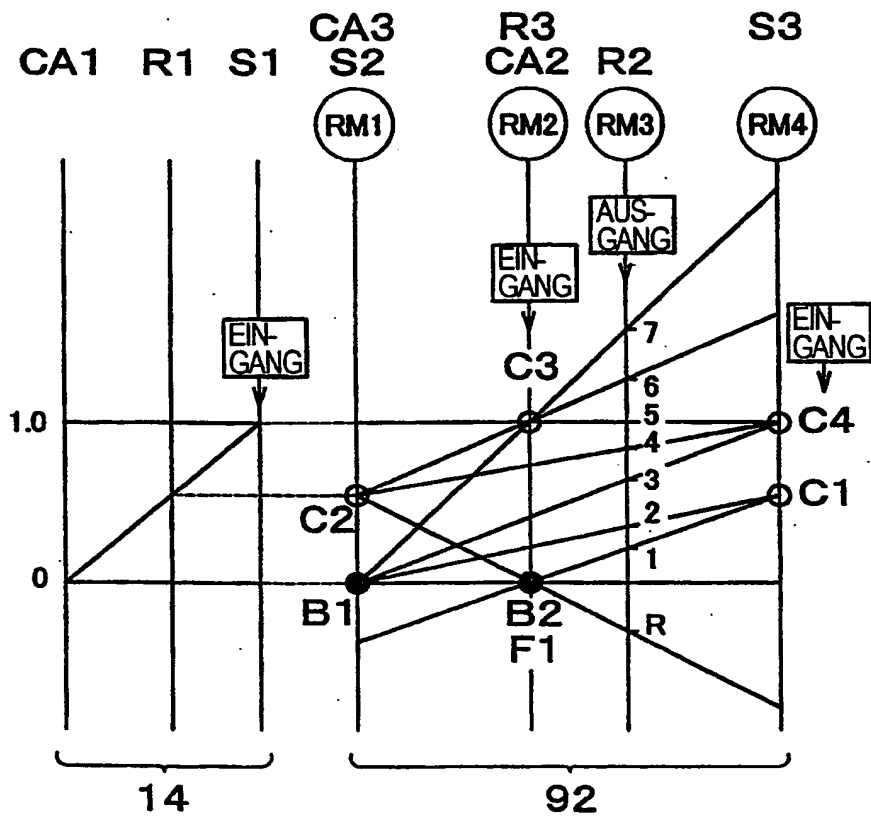 CA3 R3 S3
CA1 R1 S1 S2 CA2 R2
RM1 RM2 RM3 RM4
AUS-
GANG
EIN-
GANG
EIN-
GANG
EIN-
GANG
7
6
C3
1.0 5 C4
4
3
C2 2 C1
1
0
B1 B2
F1 R
14 92